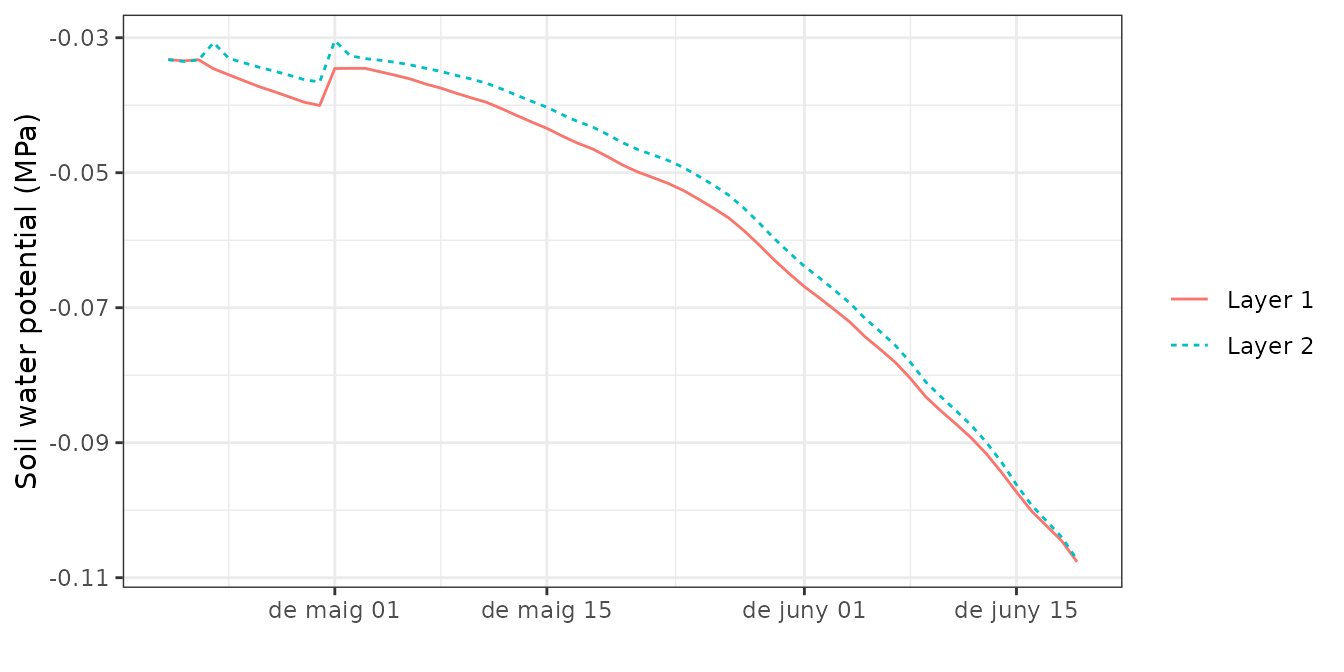 Soil water potential (MPa)
-0.03
-0.05
-0.07
-0.09
-0.11
de maig 01
de maig 15
de juny 01
de juny 15
Layer 1
Layer 2